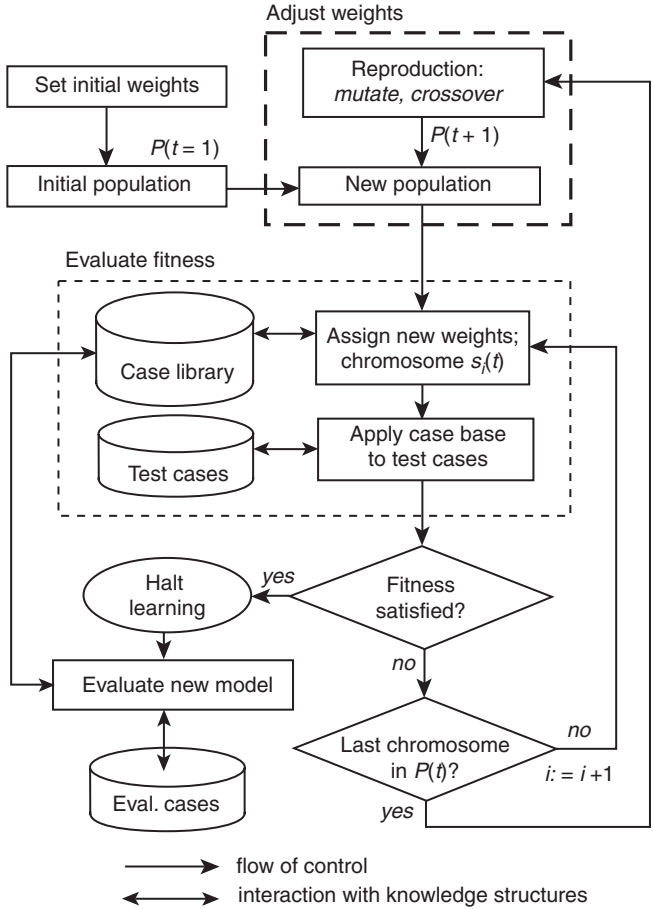 Adjust weights
Set initial weights
Reproduction:
mutate, crossover
P(t = 1)
P(t + 1)
Initial population
New population
Evaluate fitness
Case library
Assign new weights;
chromosome si(t)
Test cases
Apply case base
to test cases
Halt
learning
yes
Fitness
satisfied?
no
Evaluate new model
Last chromosome
in P(t)?
no
i: = i +1
Eval. cases
yes
flow of control
interaction with knowledge structures